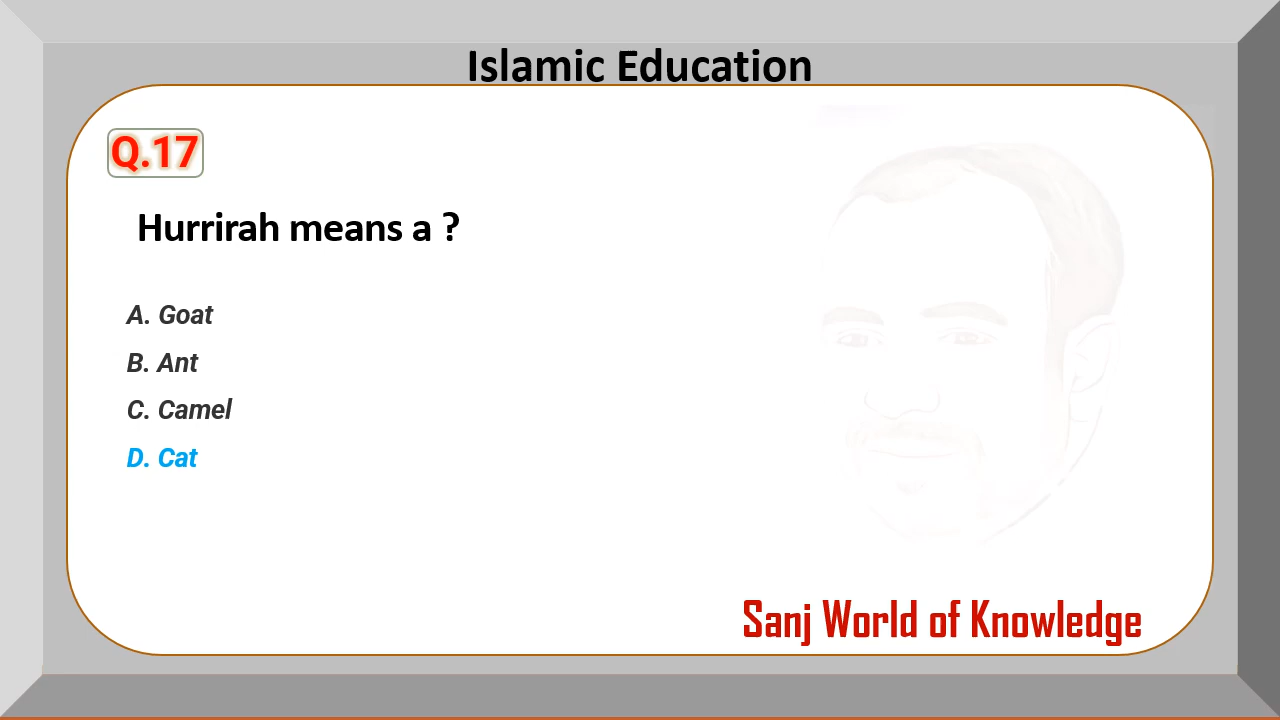 Islamic Education
Q.17
Hurrirah means a ?
A. Goat
B. Ant
C. Camel
D. Cat
Sanj World of Knowledge